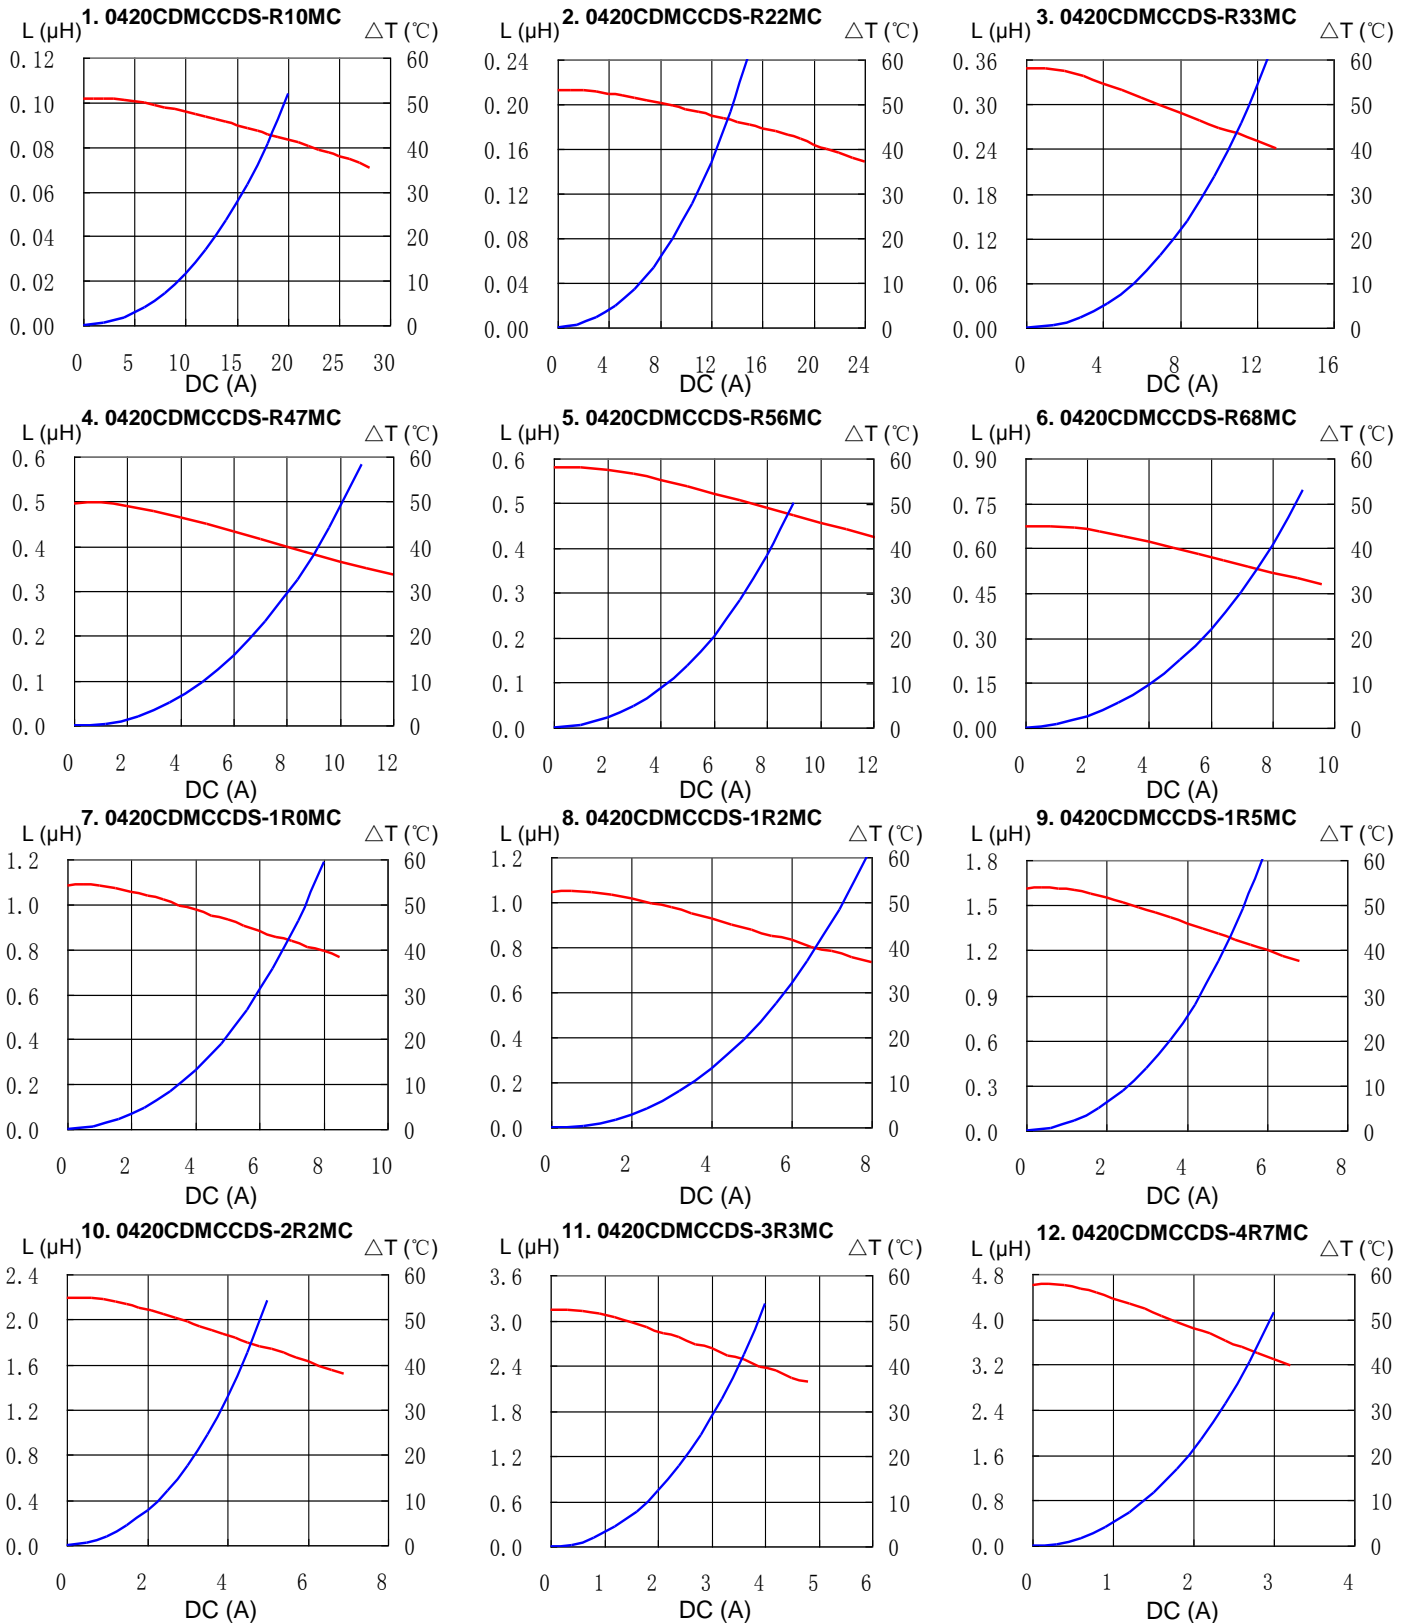 1. 0420CDMCCDS-R10MC
L (µH)
△T (℃)
0.12
0.10
0.08
0.06
0.04
0.02
0.00
60
50
40
30
20
10
0
0 5 10 15 20 25 30
DC (A)
2. 0420CDMCCDS-R22MC
L (µH)
△T (℃)
0.24
0.20
0.16
0.12
0.08
0.04
0.00
60
50
40
30
20
10
0
0 4 8 12 16 20 24
DC (A)
3. 0420CDMCCDS-R33MC
L (µH)
△T (℃)
0.36
0.30
0.24
0.18
0.12
0.06
0.00
60
50
40
30
20
10
0
0 4 8 12 16
DC (A)
4. 0420CDMCCDS-R47MC
L (µH)
△T (℃)
0.6
0.5
0.4
0.3
0.2
0.1
0.0
60
50
40
30
20
10
0
0 2 4 6 8 10 12
DC (A)
5. 0420CDMCCDS-R56MC
L (µH)
△T (℃)
0.6
0.5
0.4
0.3
0.2
0.1
0.0
60
50
40
30
20
10
0
0 2 4 6 8 10 12
DC (A)
6. 0420CDMCCDS-R68MC
L (µH)
△T (℃)
0.90
0.75
0.60
0.45
0.30
0.15
0.00
60
50
40
30
20
10
0
0 2 4 6 8 10
DC (A)
7. 0420CDMCCDS-1R0MC
L (µH)
△T (℃)
1.2
1.0
0.8
0.6
0.4
0.2
0.0
60
50
40
30
20
10
0
0 2 4 6 8 10
DC (A)
8. 0420CDMCCDS-1R2MC
L (µH)
△T (℃)
1.2
1.0
0.8
0.6
0.4
0.2
0.0
60
50
40
30
20
10
0
0 2 4 6 8
DC (A)
9. 0420CDMCCDS-1R5MC
L (µH)
△T (℃)
1.8
1.5
1.2
0.9
0.6
0.3
0.0
60
50
40
30
20
10
0
0 2 4 6 8
DC (A)
10. 0420CDMCCDS-2R2MC
L (µH)
△T (℃)
2.4
2.0
1.6
1.2
0.8
0.4
0.0
60
50
40
30
20
10
0
0 2 4 6 8
DC (A)
11. 0420CDMCCDS-3R3MC
L (µH)
△T (℃)
3.6
3.0
2.4
1.8
1.2
0.6
0.0
60
50
40
30
20
10
0
0 1 2 3 4 5 6
DC (A)
12. 0420CDMCCDS-4R7MC
L (µH)
△T (℃)
4.8
4.0
3.2
2.4
1.6
0.8
0.0
60
50
40
30
20
10
0
0 1 2 3 4
DC (A)